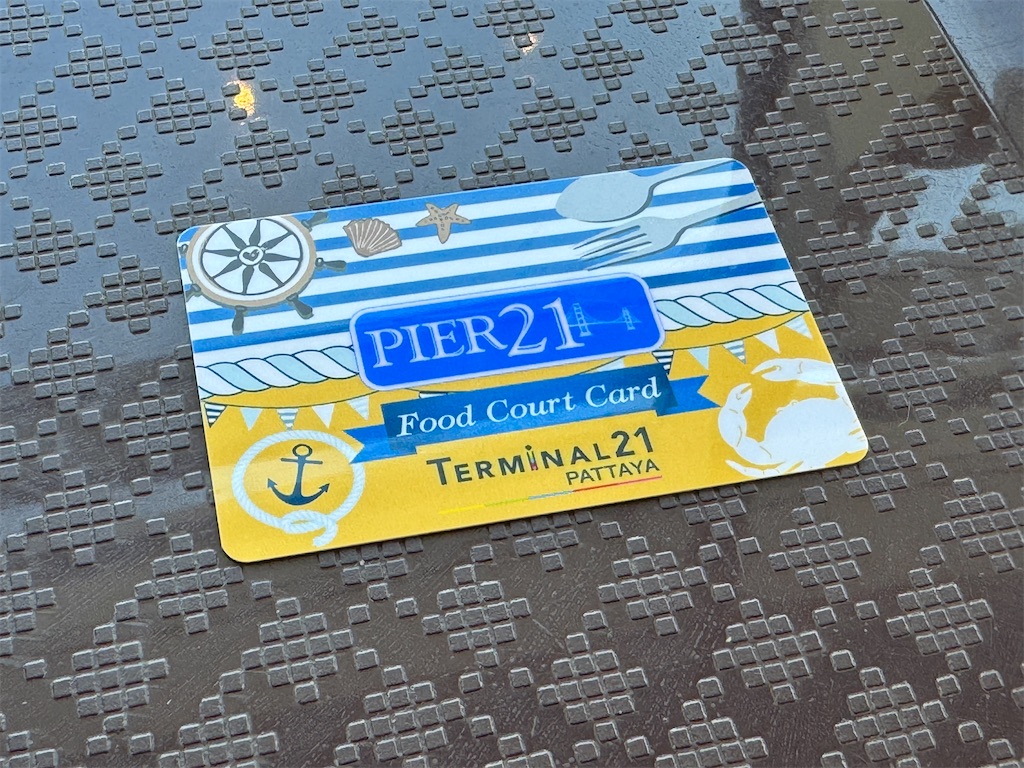 PIER21
Food Court Card
TERMINAL21
PATTAYA